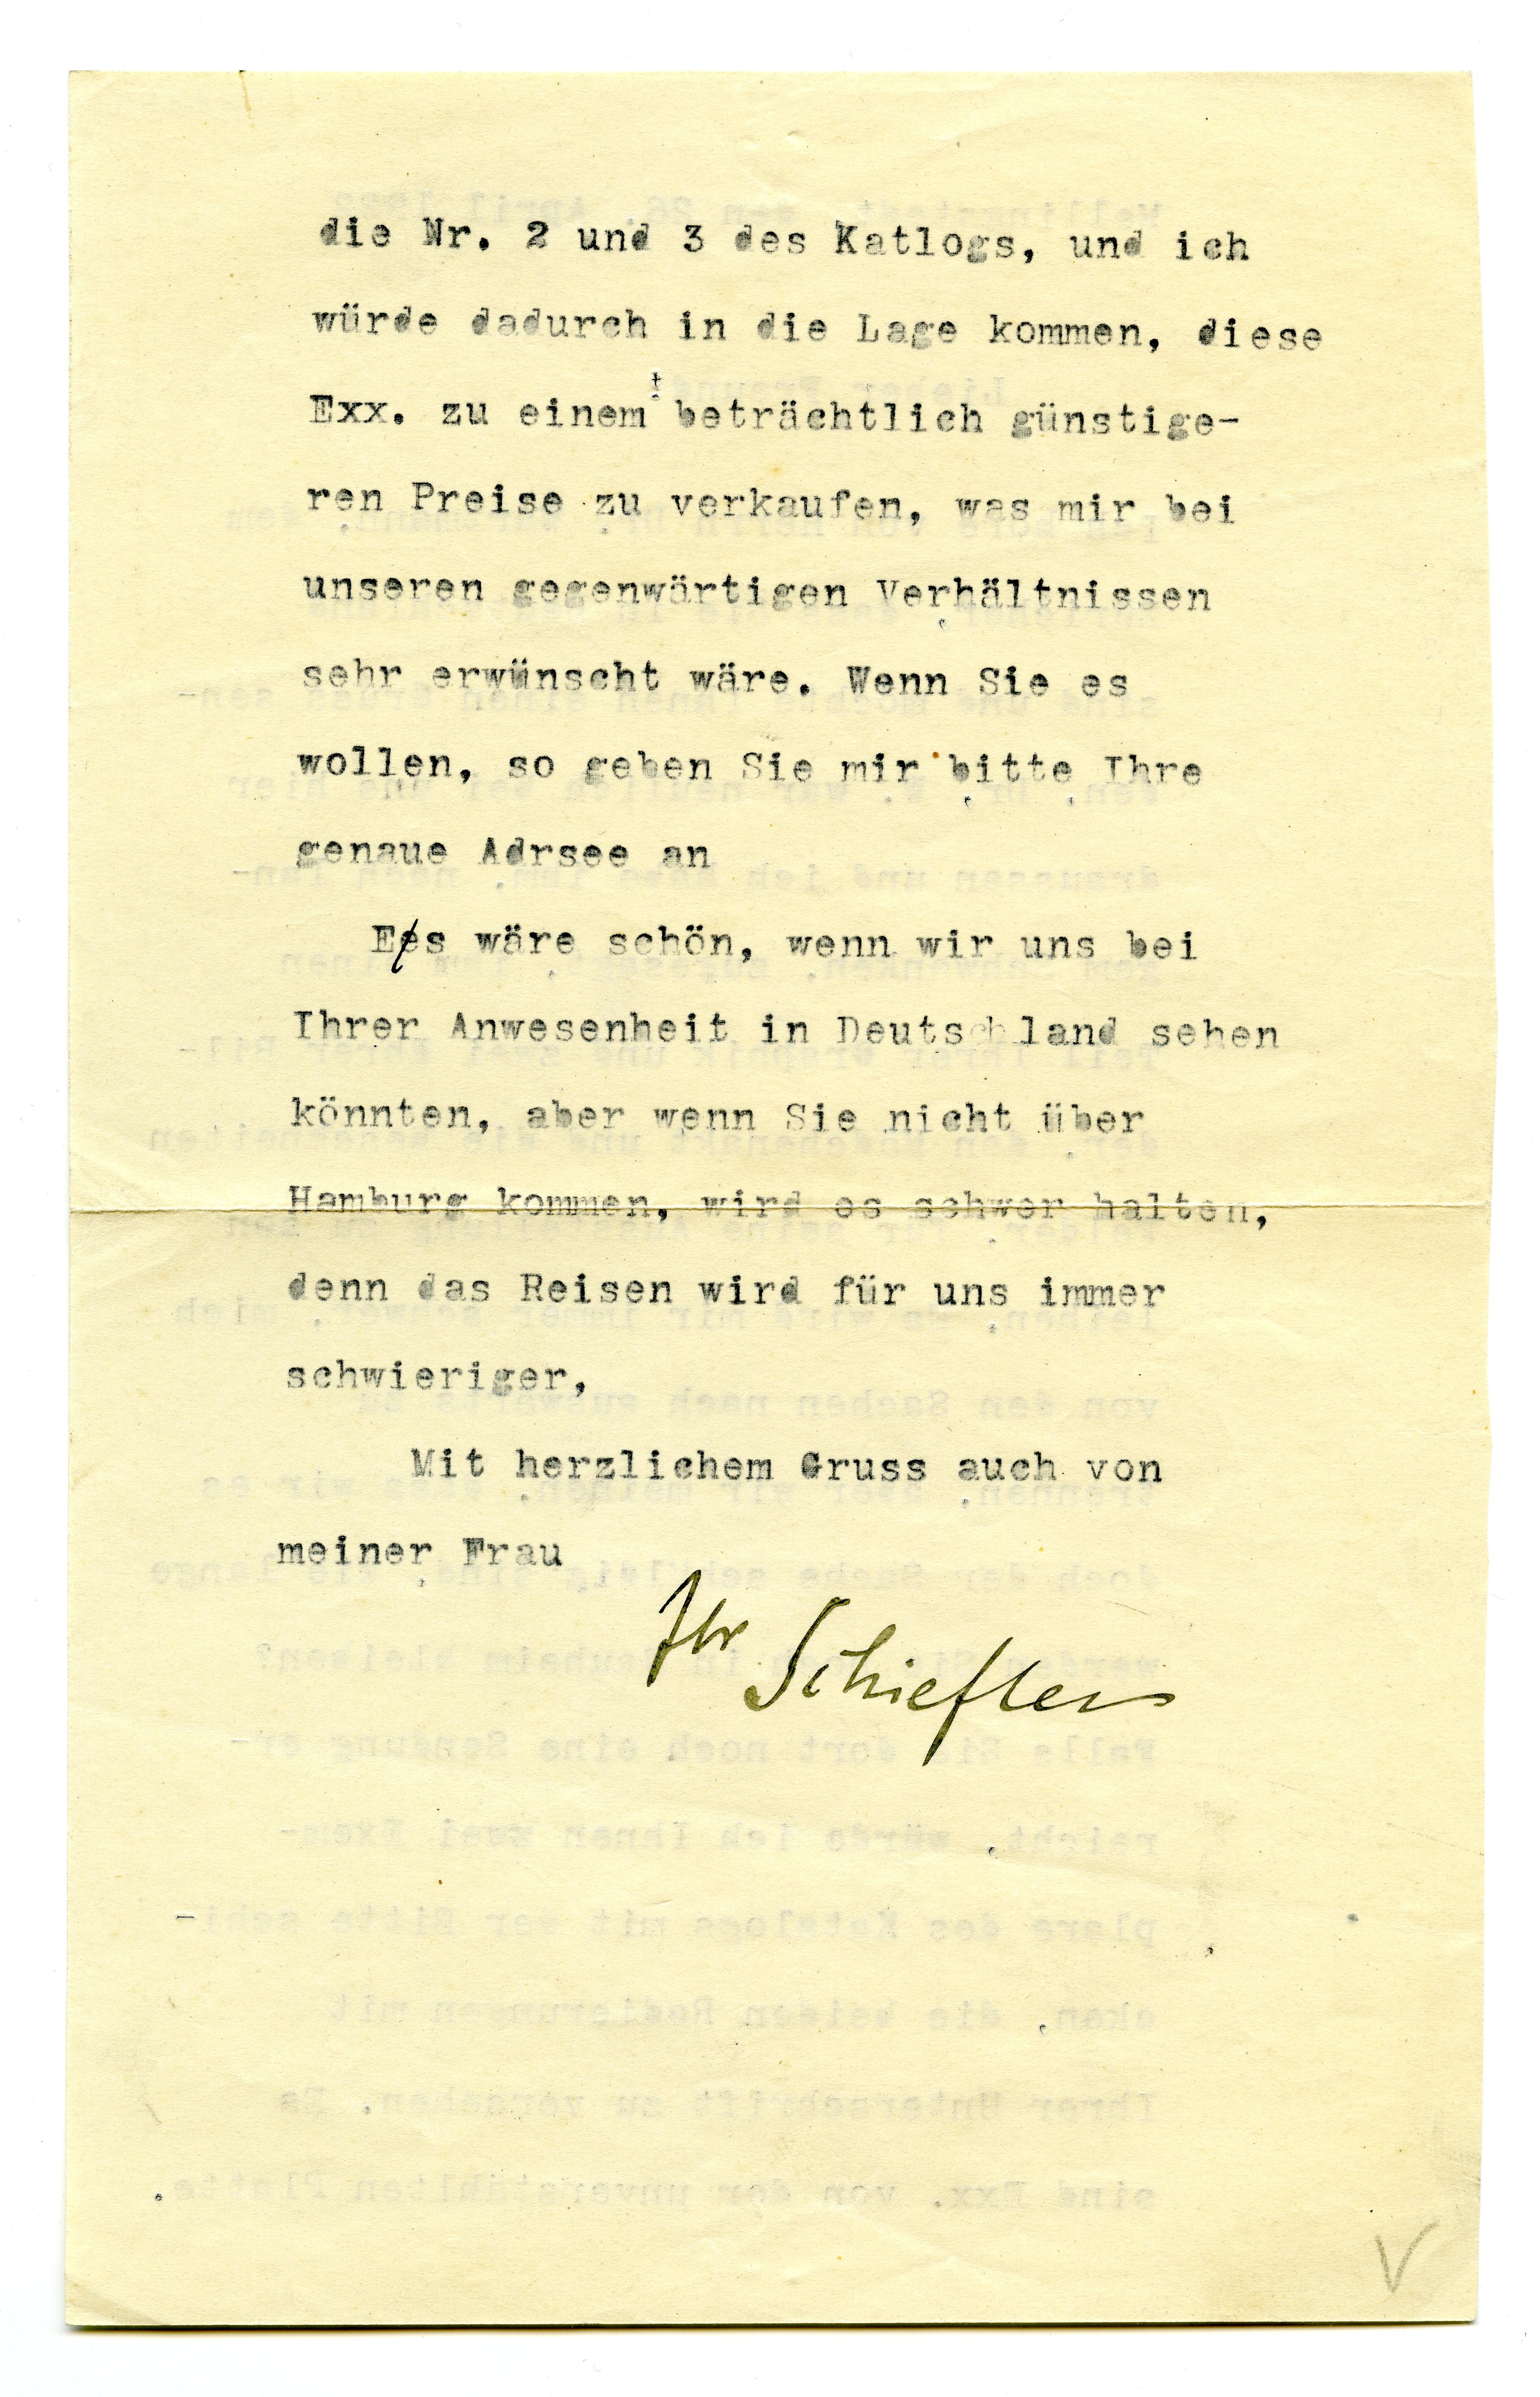 die Nr. 2 und 3 des Katlogs, und ich
würde dadurch in die Lage kommen, diese
Exx. zu einem beträchtlich günstige-
ren Preise zu verkaufen, was mir bei
unseren gegenwärtigen Verhältnissen
sehr erwünscht wäre. Wenn Sie es
wollen, so geben Sie mir bitte Ihre
genaue Adrsee an
Ees wäre schön, wenn wir uns bei
Ihrer Anwesenheit in Deutschland sehen
könnten, aber wenn Sie nicht über
Hamburg kommen, wird es schwer halten,
denn das Reisen wird für uns immer
schwieriger,
Mit herzlichem Gruss auch von
meiner Frau
Ihr Schiefler